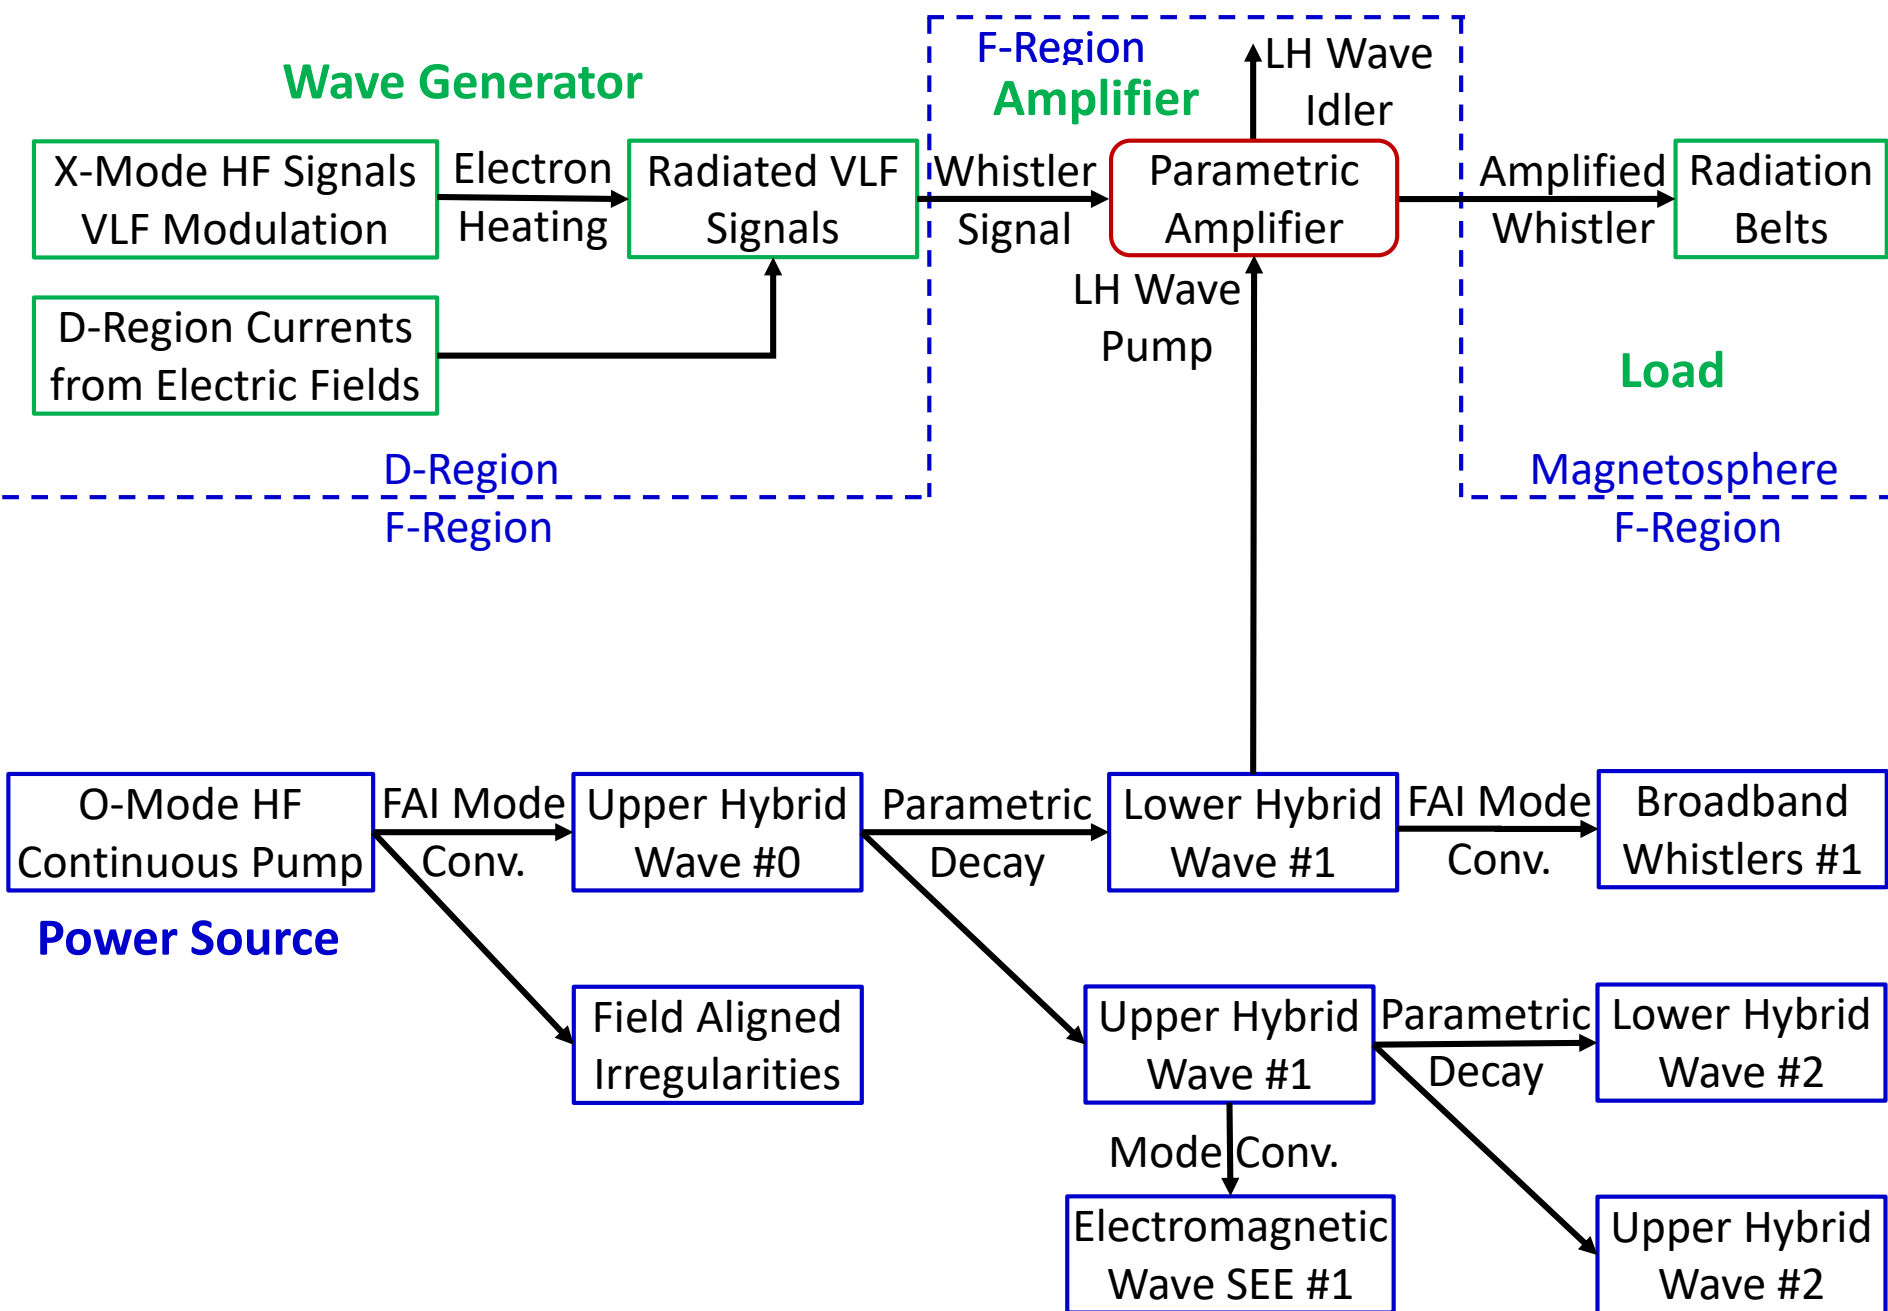 F-Region
Wave Generator
Amplifier
LH Wave
Idler
X-Mode HF Signals
VLF Modulation
Electron
Heating
Radiated VLF
Signals
Whistler
Signal
Parametric
Amplifier
Amplified
Whistler
Radiation
Belts
D-Region Currents
from Electric Fields
LH Wave
Pump
Load
D-Region
F-Region
Magnetosphere
F-Region
O-Mode HF
Continuous Pump
FAI Mode
Conv.
Upper Hybrid
Wave #0
Parametric
Decay
Lower Hybrid
Wave #1
FAI Mode
Conv.
Broadband
Whistlers #1
Power Source
Field Aligned
Irregularities
Upper Hybrid
Wave #1
Parametric
Decay
Lower Hybrid
Wave #2
Mode Conv.
Electromagnetic
Wave SEE #1
Upper Hybrid
Wave #2